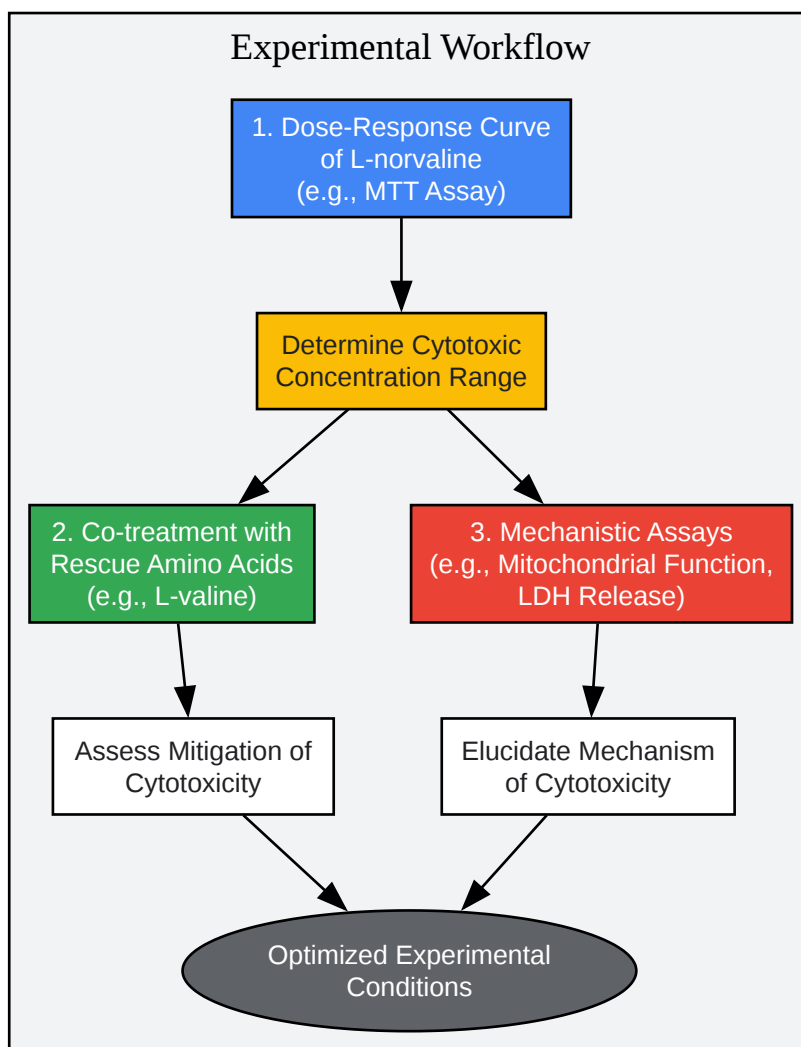 Experimental Workflow
1. Dose-Response Curve
of L-norvaline
(e.g., MTT Assay)
Determine Cytotoxic
Concentration Range
2. Co-treatment with
Rescue Amino Acids
(e.g., L-valine)
3. Mechanistic Assays
(e.g., Mitochondrial Function,
LDH Release)
Assess Mitigation of
Cytotoxicity
Elucidate Mechanism
of Cytotoxicity
Optimized Experimental
Conditions